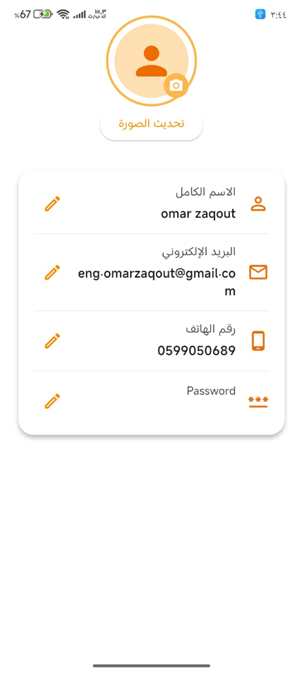 ٣:٤٤
%67
تحديث الصورة
الاسم الكامل
omar zaqout
البريد الإلكتروني
eng.omarzaqout@gmail.co
m
رقم الهاتف
0599050689
Password
***